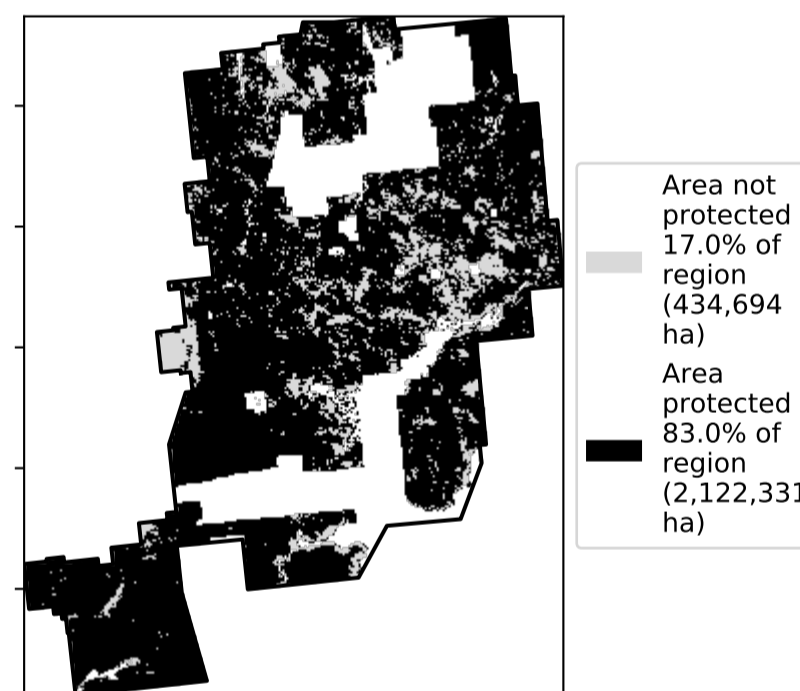 Area not
protected
17.0% of
region
(434,694
ha)
Area
protected
83.0% of
region
(2,122,331
ha)